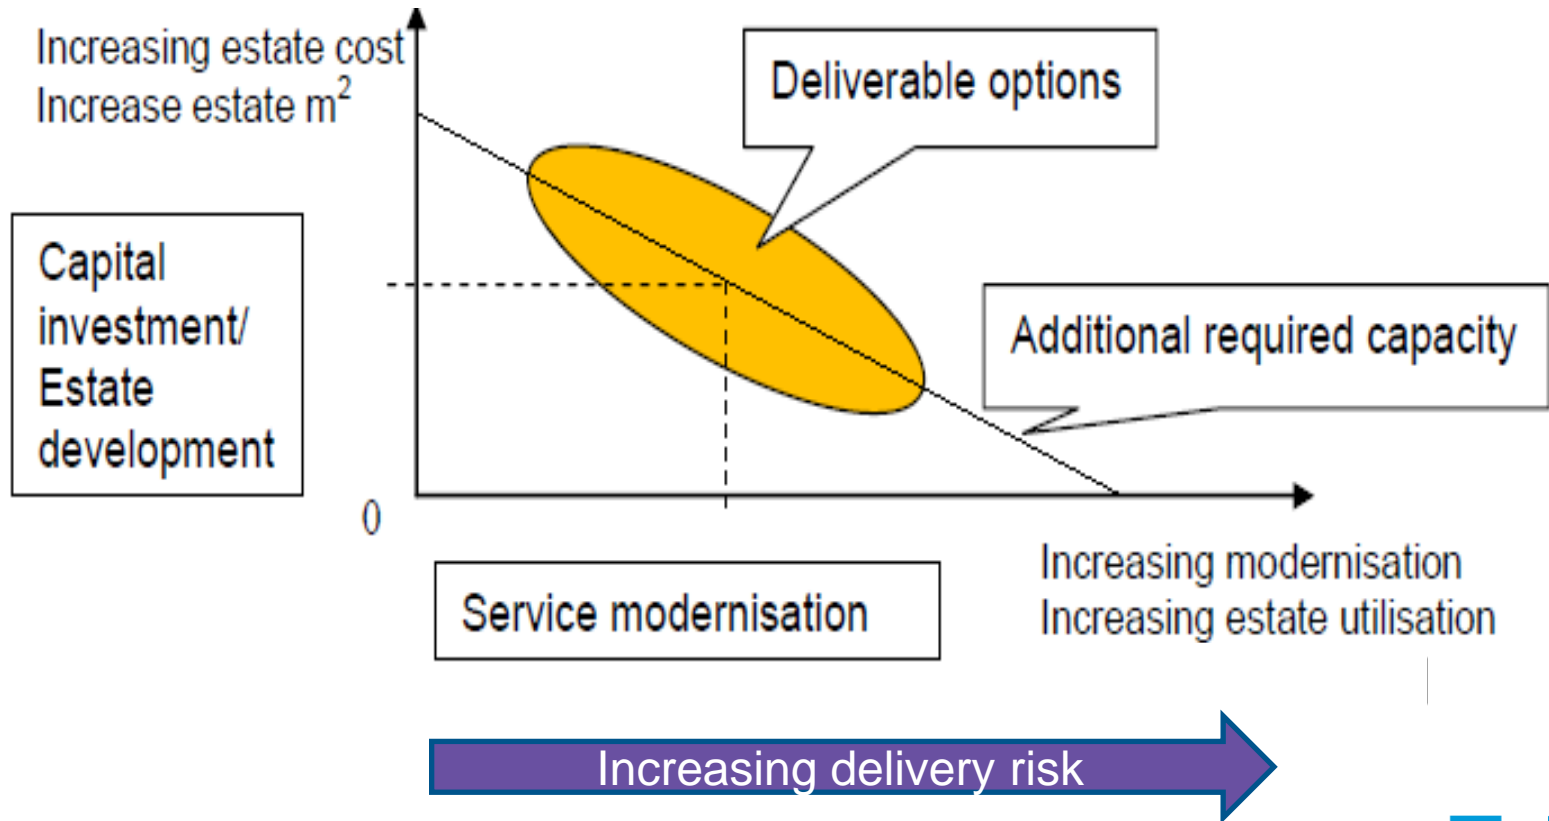 Increasing estate cost
Increase estate m²
Deliverable options
Capital
investment/
Estate
development
Additional required capacity
0
Service modernisation
Increasing modernisation
Increasing estate utilisation
Increasing delivery risk